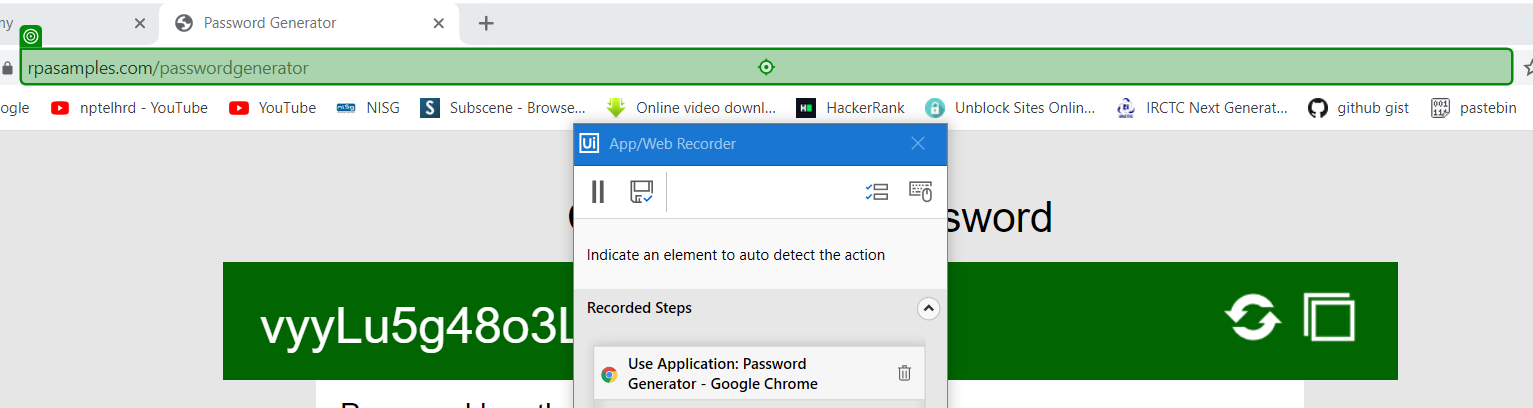 ny
Password Generator
rpasamples.com/passwordgenerator
ogle nptelhrd - YouTube YouTube NISG Subscene - Browse... Online video downl... HackerRank Unblock Sites Onlin... IRCTC Next Generat... github gist pastebin
Ui App/Web Recorder
sword
Indicate an element to auto detect the action
Recorded Steps
vyyLu5g48o3L
Use Application: Password
Generator - Google Chrome